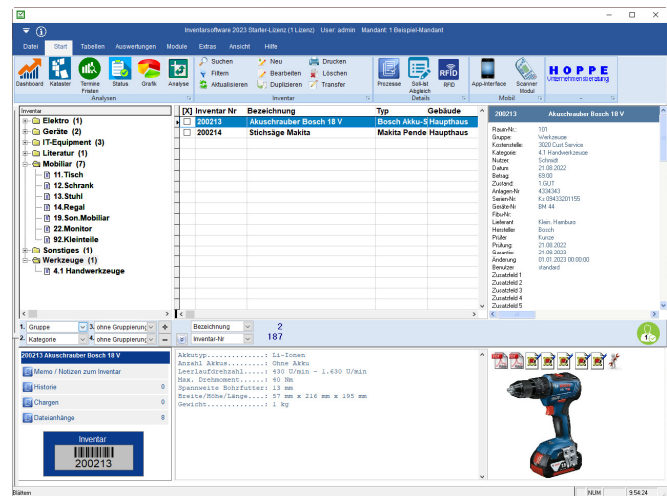 Inventarsoftware 2023 Starter-Lizenz (1 Lizenz) User: admin Mandant: 1 Beispiel-Mandant
Datei Start Tabellen Auswertungen Module Extras Ansicht Hilfe
Dashboard Kataster Termine Fristen Status Grafik Analyse
Suchen Neu Drucken
Filtern Bearbeiten Löschen
Aktualisieren Duplizieren Transfer
Prozesse Soll-Ist Abgleich RFID App-Interface Scanner Modul
HOPPE
Unternehmensberatung
Analysen Inventar Details Mobil
Inventar
Elektro (1)
Geräte (2)
IT-Equipment (3)
Literatur (1)
Mobiliar (7)
11.Tisch
12.Schrank
13.Stuhl
14.Regal
19.Son.Mobiliar
22.Monitor
92.Kleinteile
Sonstiges (1)
Werkzeuge (1)
4.1 Handwerkzeuge
[X] Inventar Nr Bezeichnung Typ Gebäude
200213 Akuschrauber Bosch 18 V Bosch Akku-S Haupthaus
200214 Stichsäge Makita Makita Pende Haupthaus
200213 Akuschrauber Bosch 18 V
Raum-Nr.: 101
Gruppe: Werkzeuge
Kostenstelle: 3020 Cust Service
Kategorie: 4.1 Handwerkzeuge
Nutzer: Schmidt
Datum: 21.08.2022
Betrag: 69.00
Zustand: 1.GUT
Anlagen-Nr 4334343
Serien-Nr.: Ks 09433201155
Geräte-Nr BM 44
Fibu-Nr.:
Lieferant Klein. Hamburg
Hersteller Bosch
Prüfer Kunze
Prüfung: 21.08.2022
Garantie: 21.08.2023
Änderung 01.01.2023 00:00:00
Benutzer standard
Zusatzfeld 1
Zusatzfeld 2
Zusatzfeld 3
Zusatzfeld 4
Zusatzfeld 5
1. Gruppe 3. ohne Gruppierung Bezeichnung 2
2. Kategorie 4. ohne Gruppierung Inventar-Nr 187
1
200213 Akuschrauber Bosch 18 V
Memo / Notizen zum Inventar
Historie 0
Chargen 0
Dateianhänge 8
Inventar
200213
Akkutyp..............: Li-Ionen
Anzahl Akkus.........: Ohne Akku
Leerlaufdrehzahl.....: 430 U/min - 1.630 U/min
Max. Drehmoment......: 40 Nm
Spannweite Bohrfutter: 13 mm
Breite/Höhe/Länge....: 57 mm x 216 mm x 195 mm
Gewicht..............: 1 kg
Blättern NUM 9:54:24